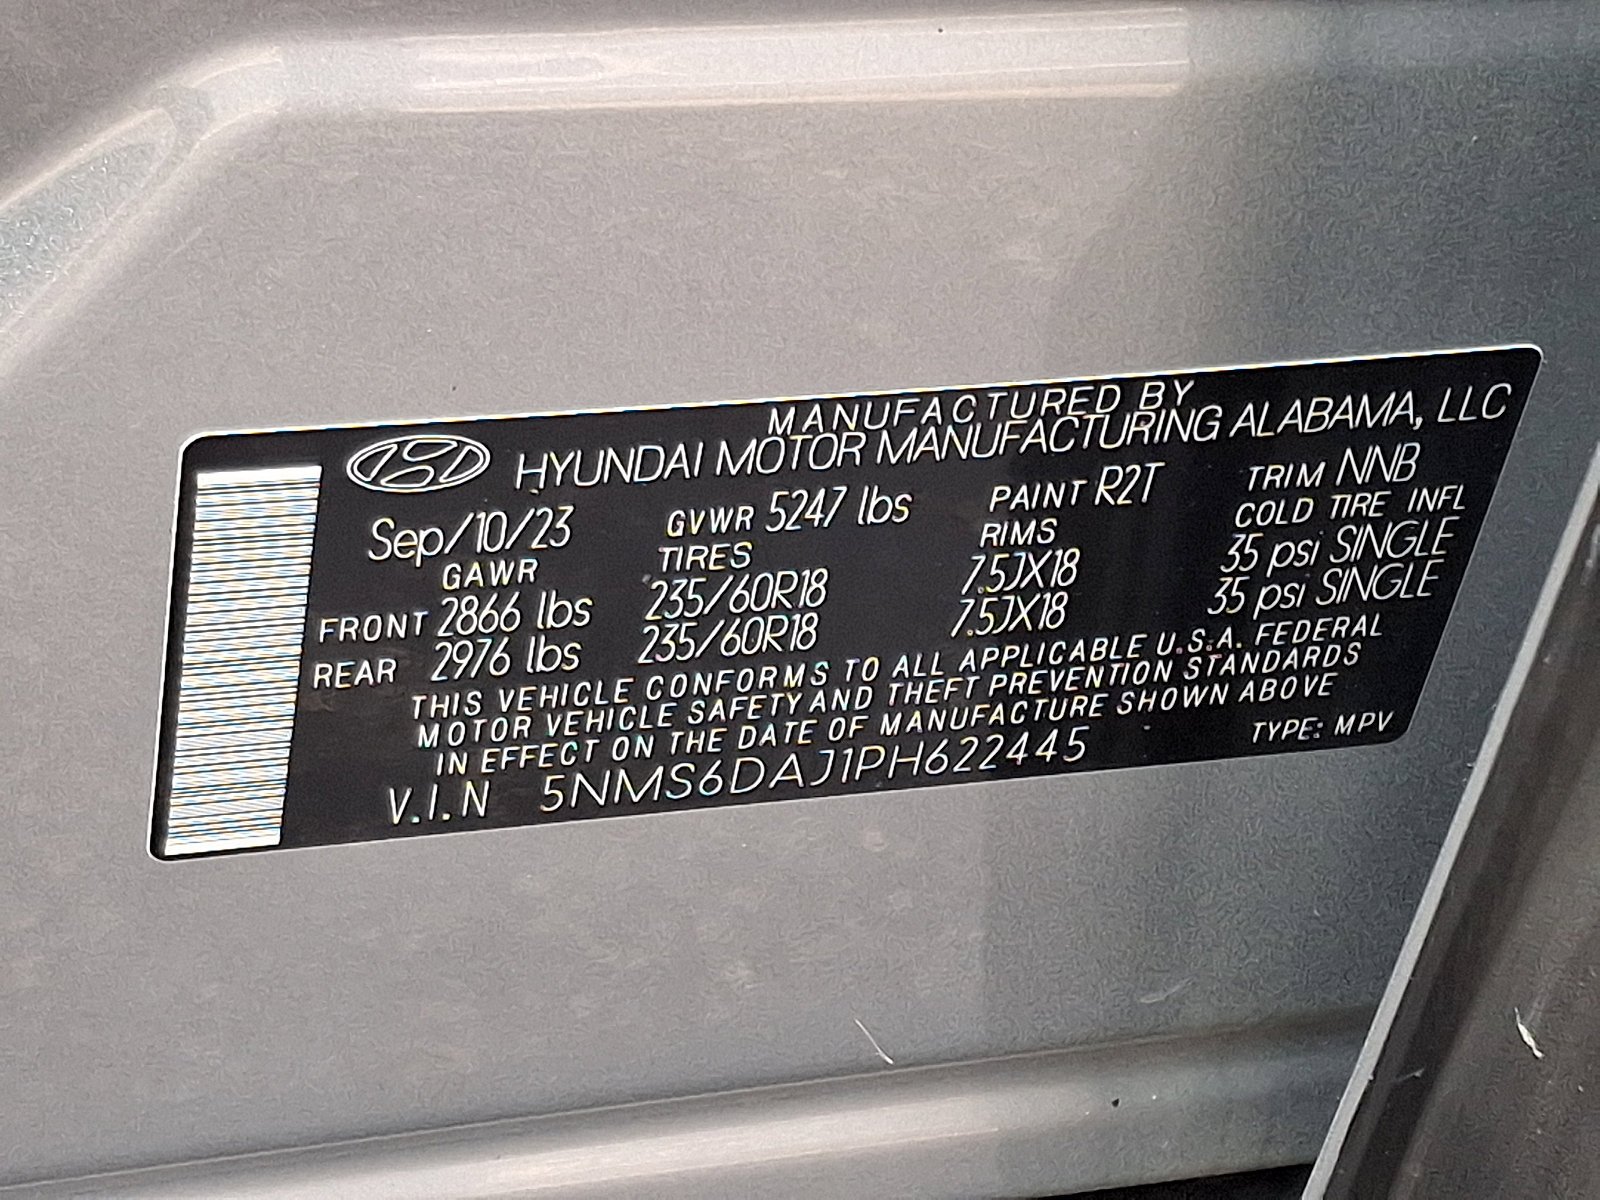 MANUFACTURED BY
HYUNDAI MOTOR MANUFACTURING ALABAMA, LLC
Sep/10/23 GVWR 5247 lbs PAINT R2T TRIM NNB
GAWR TIRES RIMS COLD TIRE INFL
FRONT 2866 lbs 235/60R18 7.5JX18 35 psi SINGLE
REAR 2976 lbs 235/60R18 7.5JX18 35 psi SINGLE
THIS VEHICLE CONFORMS TO ALL APPLICABLE U.S.A. FEDERAL
MOTOR VEHICLE SAFETY AND THEFT PREVENTION STANDARDS
IN EFFECT ON THE DATE OF MANUFACTURE SHOWN ABOVE
V.I.N 5NMS6DAJ1PH622445 TYPE: MPV